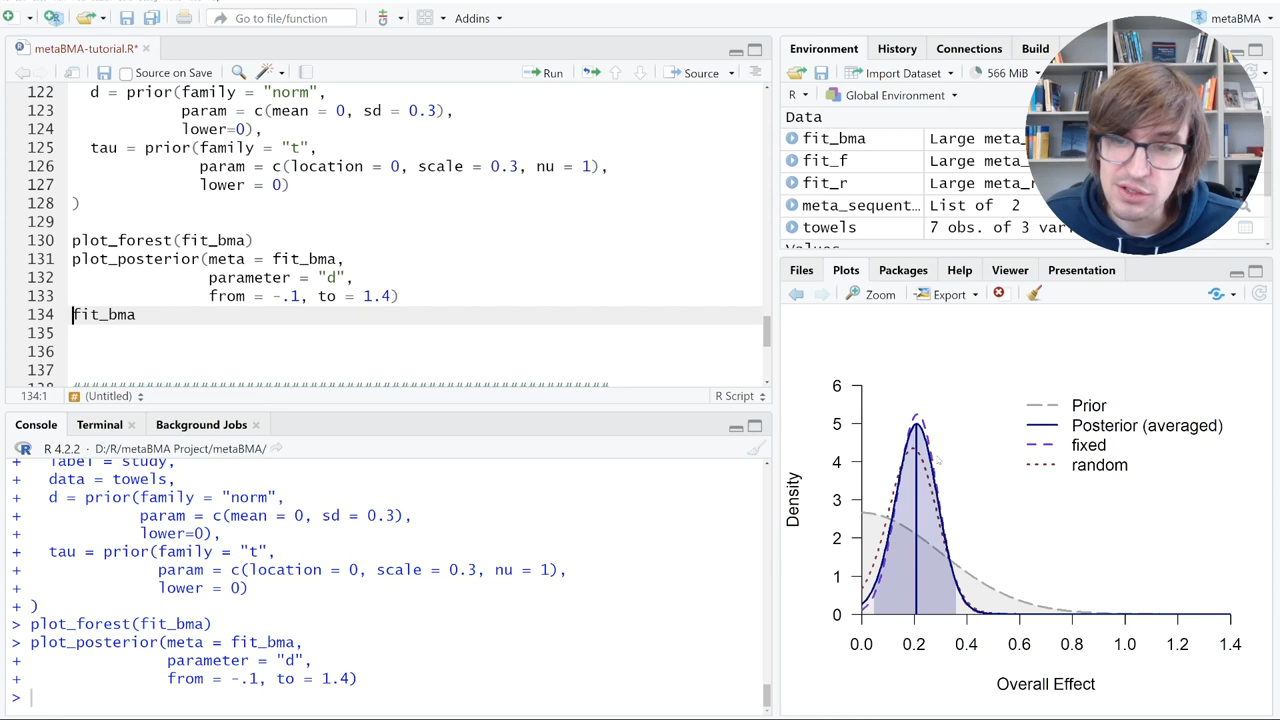 Go to file/function
Addins
metaBMA
metaBMA-tutorial.R*
Source on Save
Run
Source
122 d = prior(family = "norm",
123 param = c(mean = 0, sd = 0.3),
124 lower=0),
125 tau = prior(family = "t",
126 param = c(location = 0, scale = 0.3, nu = 1),
127 lower = 0)
128 )
129
130 plot_forest(fit_bma)
131 plot_posterior(meta = fit_bma,
132 parameter = "d",
133 from = -.1, to = 1.4)
134 fit_bma
135
136
137
134:1 (Untitled) R Script
Console Terminal Background Jobs
R 4.2.2 · D:/R/metaBMA Project/metaBMA/
+ label = study,
+ data = towels,
+ d = prior(family = "norm",
+ param = c(mean = 0, sd = 0.3),
+ lower=0),
+ tau = prior(family = "t",
+ param = c(location = 0, scale = 0.3, nu = 1),
+ lower = 0)
+ )
> plot_forest(fit_bma)
> plot_posterior(meta = fit_bma,
+ parameter = "d",
+ from = -.1, to = 1.4)
>
Environment History Connections Build
Import Dataset 566 MiB
R Global Environment
Data
fit_bma Large meta_
fit_f Large meta_
fit_r Large meta_
meta_sequent… List of 2
towels 7 obs. of 3
Files Plots Packages Help Viewer Presentation
Zoom Export
6
5
4
3
2
1
0
Density
Prior
Posterior (averaged)
fixed
random
0.0 0.2 0.4 0.6 0.8 1.0 1.2 1.4
Overall Effect